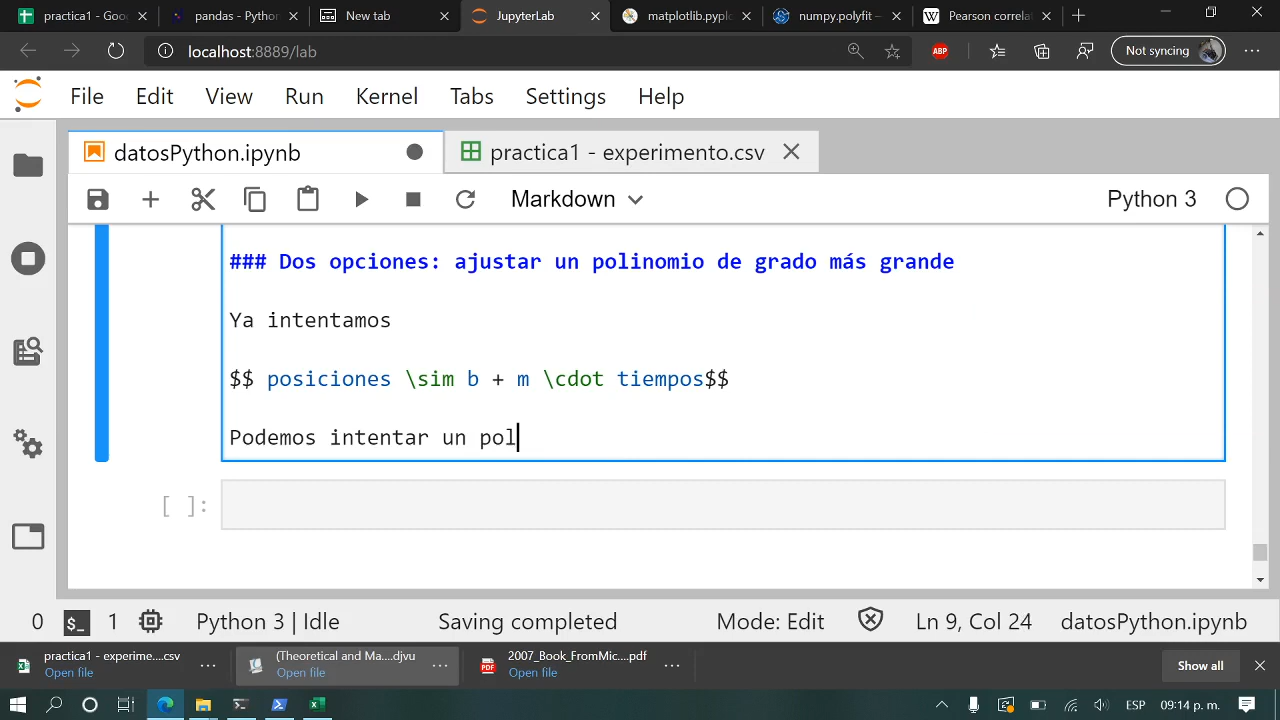 practica1 - Goo
pandas - Pytho
New tab
JupyterLab
matplotlib.pyplo
numpy.polyfit —
Pearson correla
localhost:8889/lab
ABP
Not syncing
File Edit View Run Kernel Tabs Settings Help
datosPython.ipynb
practica1 - experimento.csv
Markdown
Python 3
### Dos opciones: ajustar un polinomio de grado más grande
Ya intentamos
$$ posiciones \sim b + m \cdot tiempos$$
Podemos intentar un pol
[ ]:
0 $_ 1 Python 3 | Idle Saving completed Mode: Edit Ln 9, Col 24 datosPython.ipynb
practica1 - experime....csv
Open file
(Theoretical and Ma....djvu
Open file
PDF
2007_Book_FromMic....pdf
Open file
Show all
ESP 09:14 p. m.